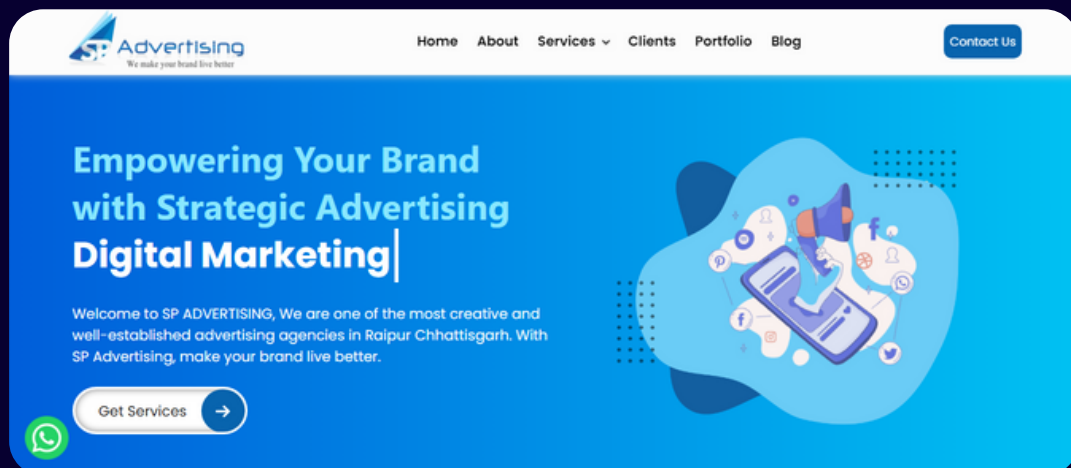 SP Advertising
We make your brand live better
Home About Services Clients Portfolio Blog
Contact Us
Empowering Your Brand
with Strategic Advertising
Digital Marketing
Welcome to SP ADVERTISING, We are one of the most creative and
well-established advertising agencies in Raipur Chhattisgarh. With
SP Advertising, make your brand live better.
Get Services